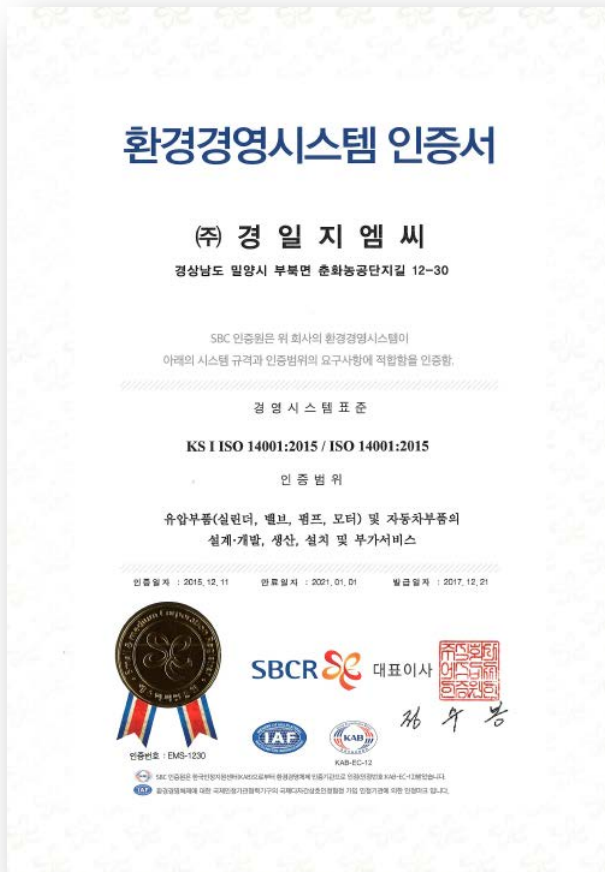 환경경영시스템 인증서
㈜ 경 일 지 엠 씨
경상남도 밀양시 부북면 춘화농공단지길 12-30
SBC 인증원은 위 회사의 환경경영시스템이
아래의 시스템 규격과 인증범위의 요구사항에 적합함을 인증함.
경 영 시 스 템 표 준
KS I ISO 14001:2015 / ISO 14001:2015
인 증 범 위
유압부품(실린더, 밸브, 펌프, 모터) 및 자동차부품의
설계·개발, 생산, 설치 및 부가서비스
인증일자 : 2015. 12. 11 만료일자 : 2021. 01. 01 발급일자 : 2017. 12. 21
SBCR 대표이사
IAF
KAB
KAB-EC-12
인증번호 : EMS-1230